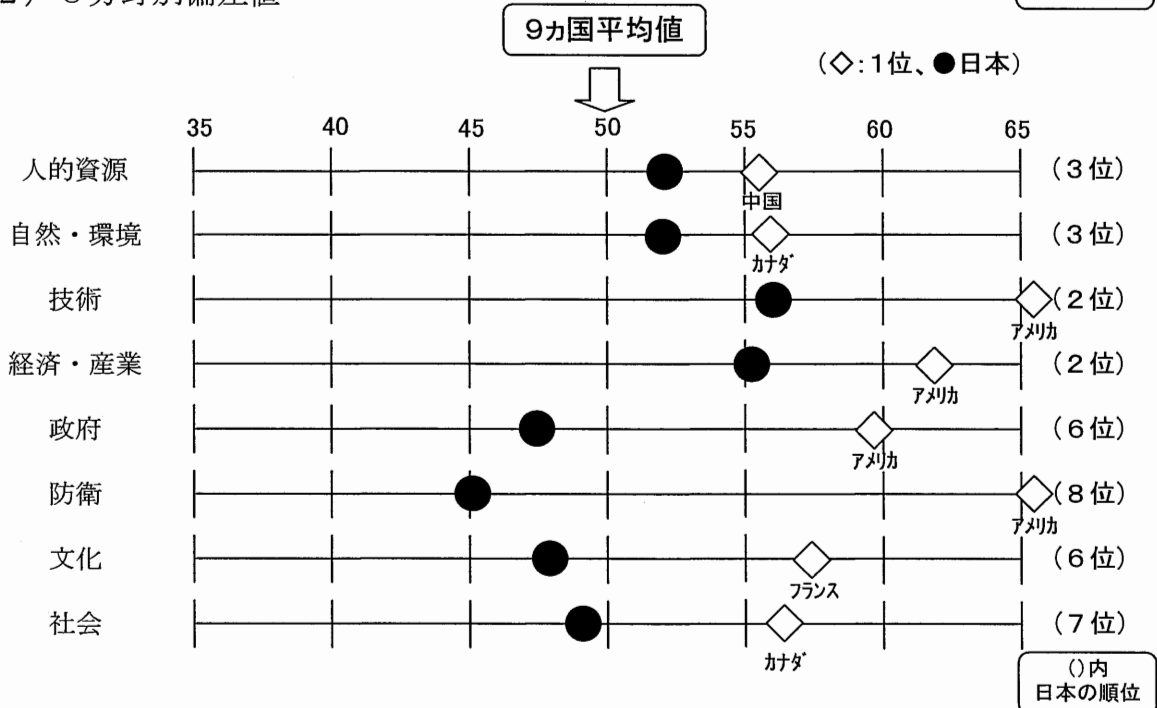 9カ国平均値
(◇:1位、●日本)
35 40 45 50 55 60 65
人的資源 (3位)
中国
自然・環境 (3位)
カナダ
技術 (2位)
アメリカ
経済・産業 (2位)
アメリカ
政府 (6位)
アメリカ
防衛 (8位)
アメリカ
文化 (6位)
フランス
社会 (7位)
カナダ
()内
日本の順位